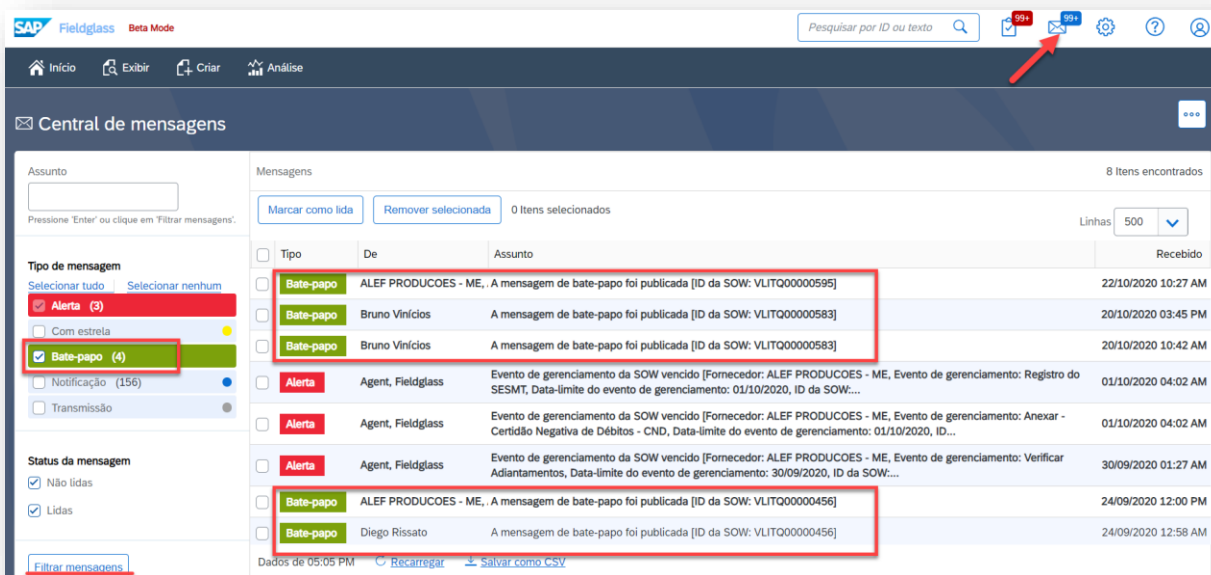 SAP Fieldglass Beta Mode
Pesquisar por ID ou texto
99+
99+
Início Exibir Criar Análise
Central de mensagens
Assunto
Pressione 'Enter' ou clique em 'Filtrar mensagens'.
Tipo de mensagem
Selecionar tudo Selecionar nenhum
Alerta (3)
Com estrela
Bate-papo (4)
Notificação (156)
Transmissão
Status da mensagem
Não lidas
Lidas
Filtrar mensagens
Mensagens 8 Itens encontrados
Marcar como lida Remover selecionada 0 Itens selecionados
Linhas 500
Tipo De Assunto Recebido
Bate-papo ALEF PRODUCOES - ME, . A mensagem de bate-papo foi publicada [ID da SOW: VLITQ00000595] 22/10/2020 10:27 AM
Bate-papo Bruno Vinícios A mensagem de bate-papo foi publicada [ID da SOW: VLITQ00000583] 20/10/2020 03:45 PM
Bate-papo Bruno Vinícios A mensagem de bate-papo foi publicada [ID da SOW: VLITQ00000583] 20/10/2020 10:42 AM
Alerta Agent, Fieldglass Evento de gerenciamento da SOW vencido [Fornecedor: ALEF PRODUCOES - ME, Evento de gerenciamento: Registro do
SESMT, Data-limite do evento de gerenciamento: 01/10/2020, ID da SOW:... 01/10/2020 04:02 AM
Alerta Agent, Fieldglass Evento de gerenciamento da SOW vencido [Fornecedor: ALEF PRODUCOES - ME, Evento de gerenciamento: Anexar -
Certidão Negativa de Débitos - CND, Data-limite do evento de gerenciamento: 01/10/2020, ID... 01/10/2020 04:02 AM
Alerta Agent, Fieldglass Evento de gerenciamento da SOW vencido [Fornecedor: ALEF PRODUCOES - ME, Evento de gerenciamento: Verificar
Adiantamentos, Data-limite do evento de gerenciamento: 30/09/2020, ID da SOW:... 30/09/2020 01:27 AM
Bate-papo ALEF PRODUCOES - ME, . A mensagem de bate-papo foi publicada [ID da SOW: VLITQ00000456] 24/09/2020 12:00 PM
Bate-papo Diego Rissato A mensagem de bate-papo foi publicada [ID da SOW: VLITQ00000456] 24/09/2020 12:58 AM
Dados de 05:05 PM Recarregar Salvar como CSV